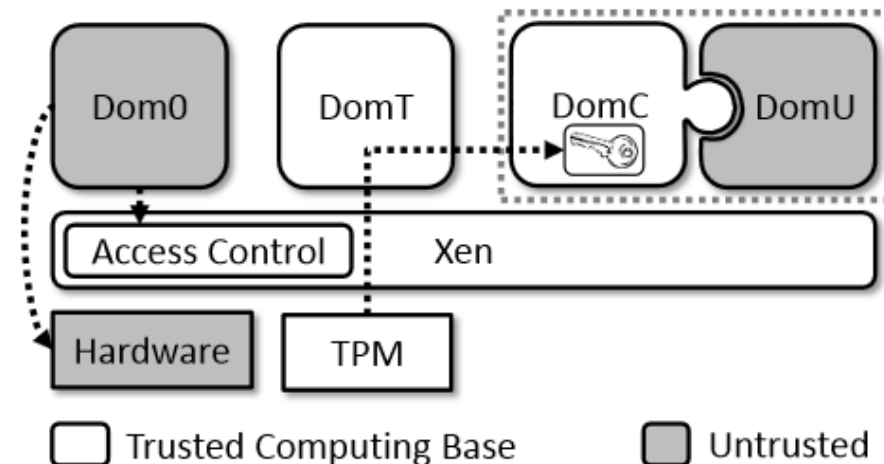 Dom0
DomT
DomC
DomU
Access Control
Xen
Hardware
TPM
Trusted Computing Base
Untrusted